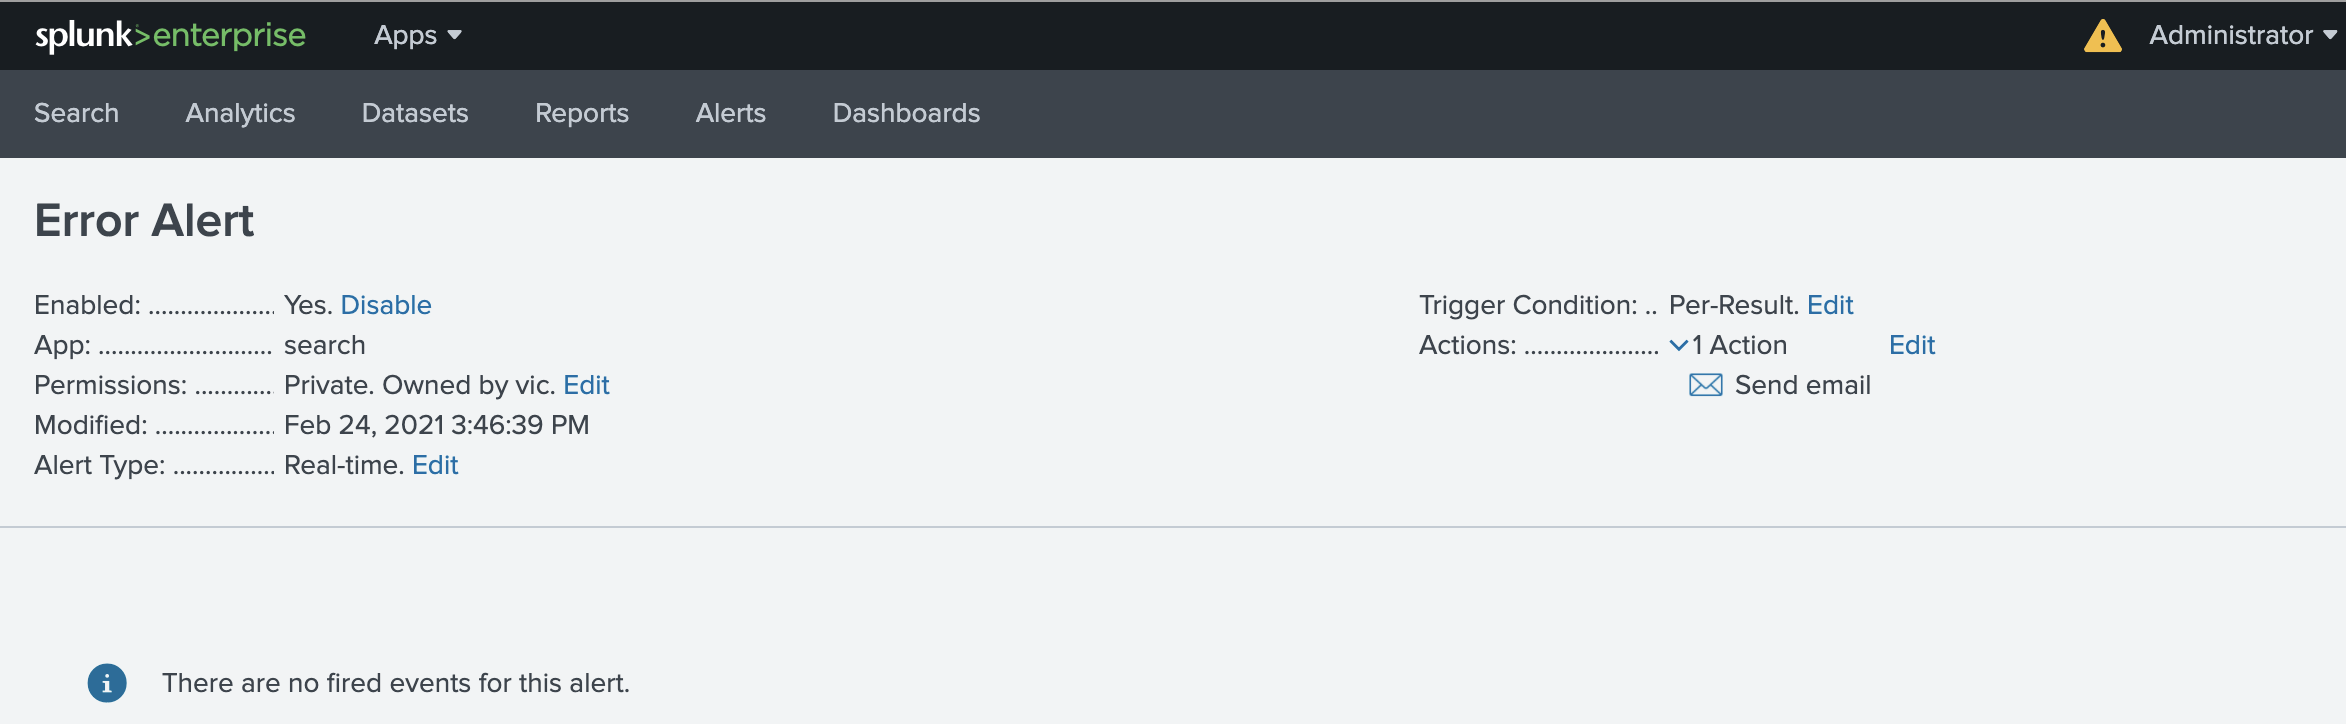 splunk>enterprise Apps Administrator
Search Analytics Datasets Reports Alerts Dashboards
Error Alert
Enabled: ................... Yes. Disable
App: ........................... search
Permissions: ............ Private. Owned by vic. Edit
Modified: ................... Feb 24, 2021 3:46:39 PM
Alert Type: ................ Real-time. Edit
Trigger Condition: .. Per-Result. Edit
Actions: ..................... 1 Action Edit
Send email
There are no fired events for this alert.